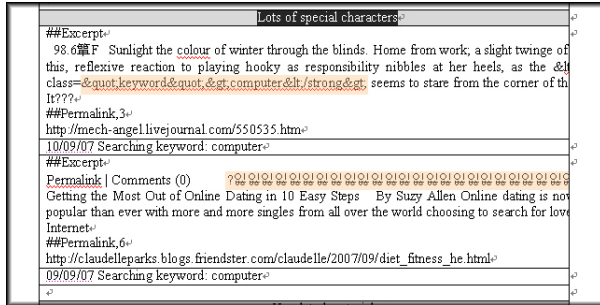 Lots of special characters
##Excerpt
98.6筆F Sunlight the colour of winter through the blinds. Home from work; a slight twinge of
this, reflexive reaction to playing hooky as responsibility nibbles at her heels, as the &lt
class=&quot;keyword&quot;&gt;computer&lt;/strong&gt; seems to stare from the corner of th
It???
##Permalink,3
http://mech-angel.livejournal.com/550535.htm
10/09/07 Searching keyword: computer
##Excerpt
Permalink | Comments (0) ?
Getting the Most Out of Online Dating in 10 Easy Steps By Suzy Allen Online dating is now
popular than ever with more and more singles from all over the world choosing to search for love
Internet
##Permalink,6
http://claudelleparks.blogs.friendster.com/claudelle/2007/09/diet_fitness_he.html
09/09/07 Searching keyword: computer